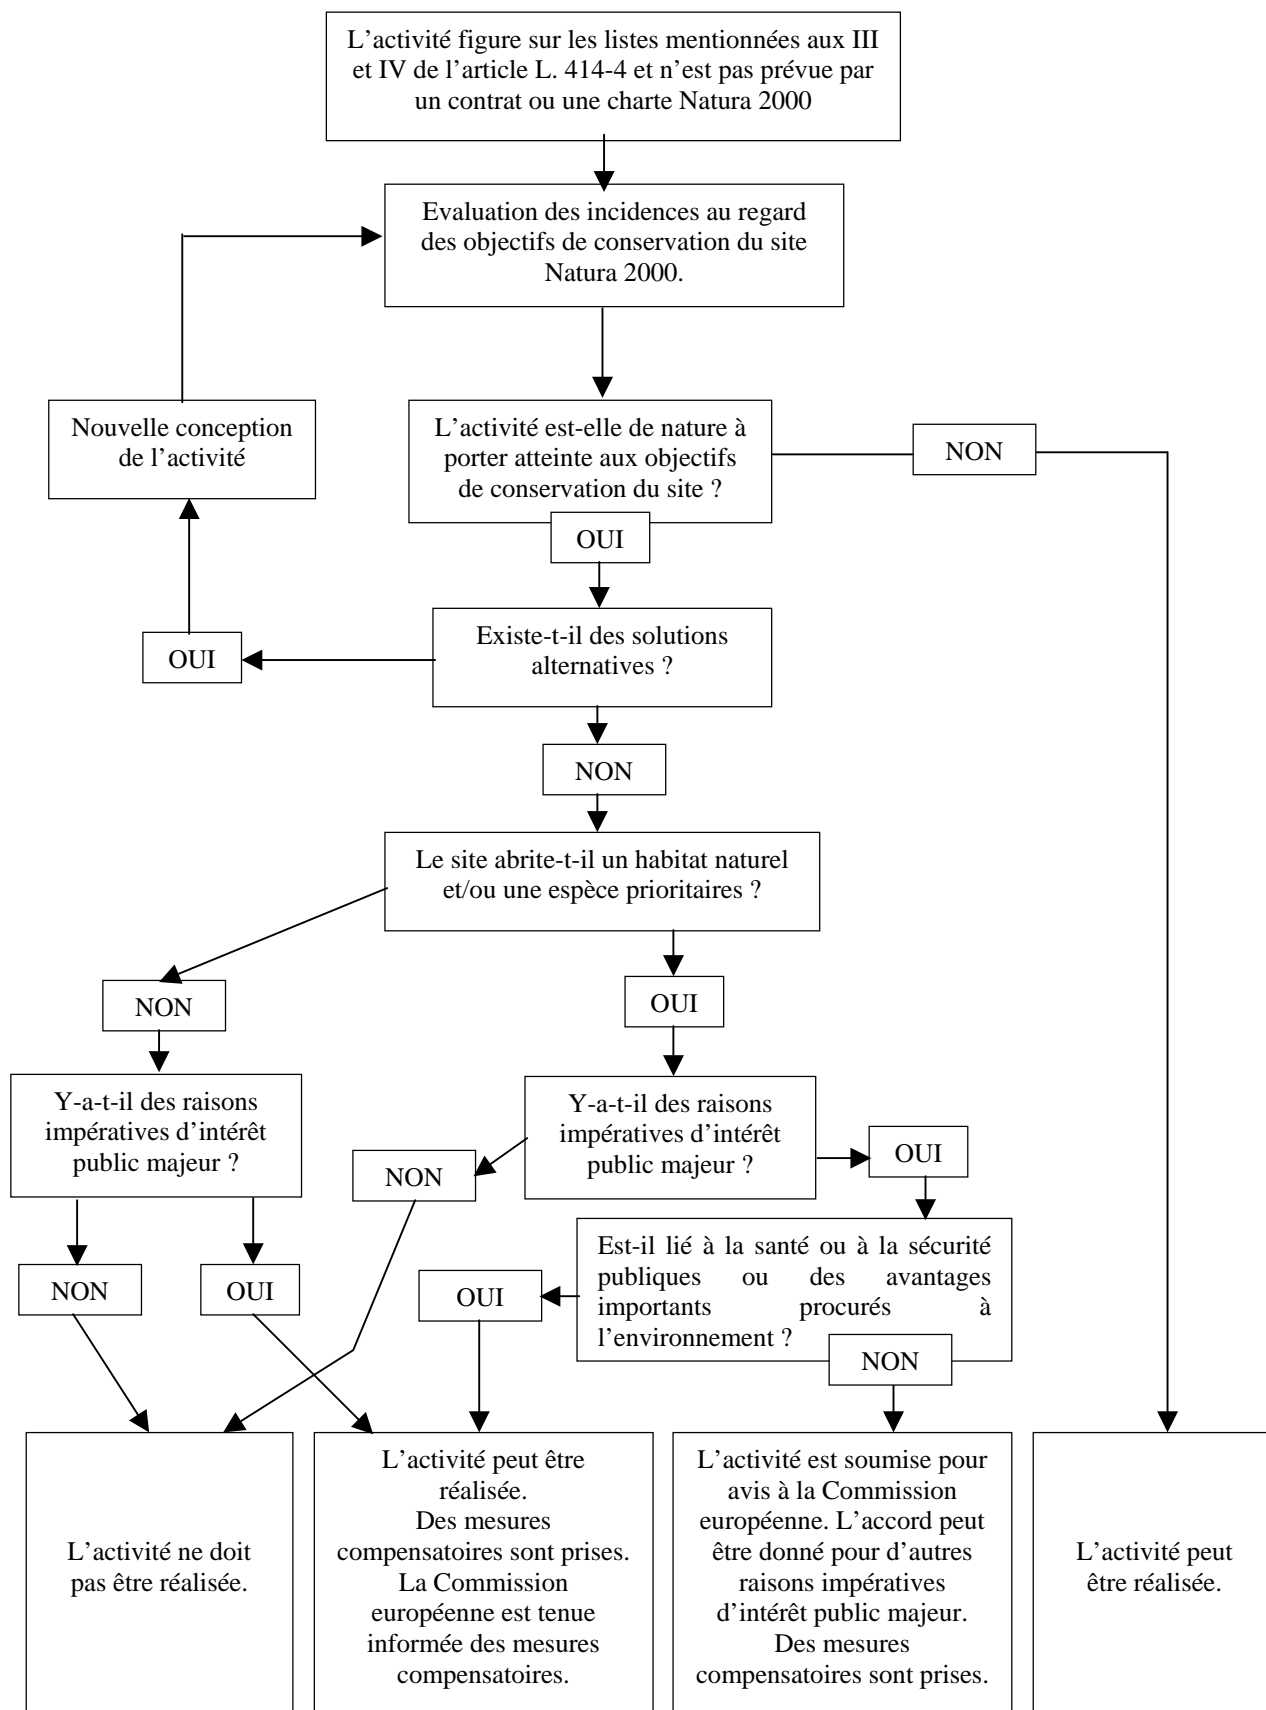 L’activité figure sur les listes mentionnées aux III
et IV de l’article L. 414-4 et n’est pas prévue par
un contrat ou une charte Natura 2000
Evaluation des incidences au regard
des objectifs de conservation du site
Natura 2000.
Nouvelle conception
de l’activité
L’activité est-elle de nature à
porter atteinte aux objectifs
de conservation du site ?
NON
OUI
Existe-t-il des solutions
alternatives ?
OUI
NON
Le site abrite-t-il un habitat naturel
et/ou une espèce prioritaires ?
NON
OUI
Y-a-t-il des raisons
impératives d’intérêt
public majeur ?
Y-a-t-il des raisons
impératives d’intérêt
public majeur ?
NON
OUI
Est-il lié à la santé ou à la sécurité
publiques ou des avantages
importants procurés à
l’environnement ?
NON
OUI
OUI
NON
L’activité ne doit
pas être réalisée.
L’activité peut être
réalisée.
Des mesures
compensatoires sont prises.
La Commission
européenne est tenue
informée des mesures
compensatoires.
L’activité est soumise pour
avis à la Commission
européenne. L’accord peut
être donné pour d’autres
raisons impératives
d’intérêt public majeur.
Des mesures
compensatoires sont prises.
L’activité peut
être réalisée.